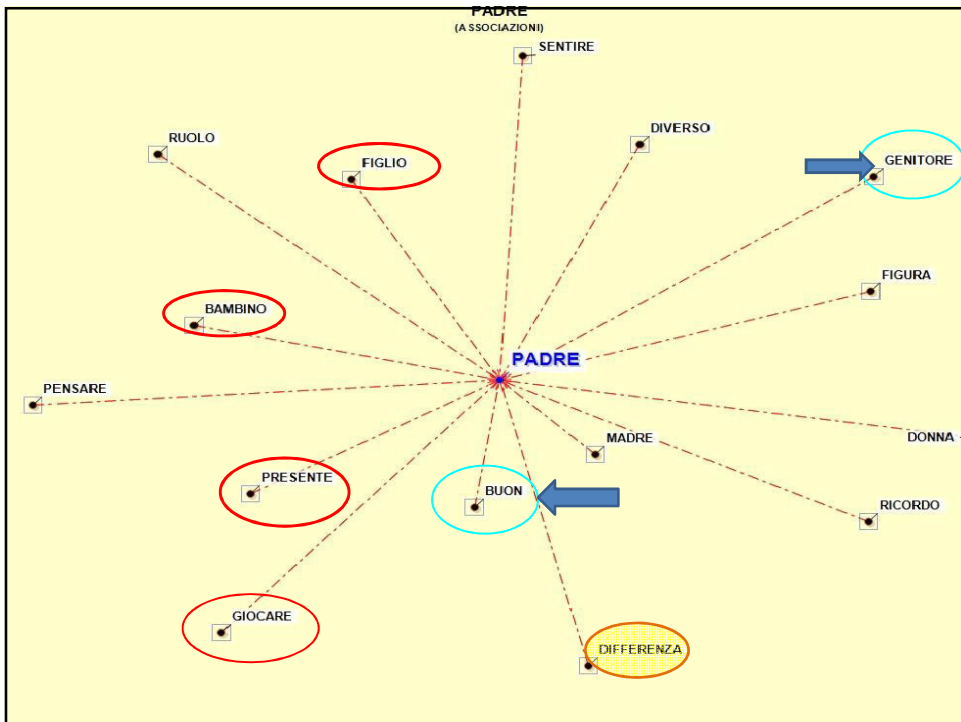 PADRE
(ASSOCIAZIONI)
SENTIRE
RUOLO
DIVERSO
FIGLIO
GENITORE
FIGURA
BAMBINO
PADRE
PENSARE
MADRE
DONNA
PRESENTE
BUON
RICORDO
GIOCARE
DIFFERENZA